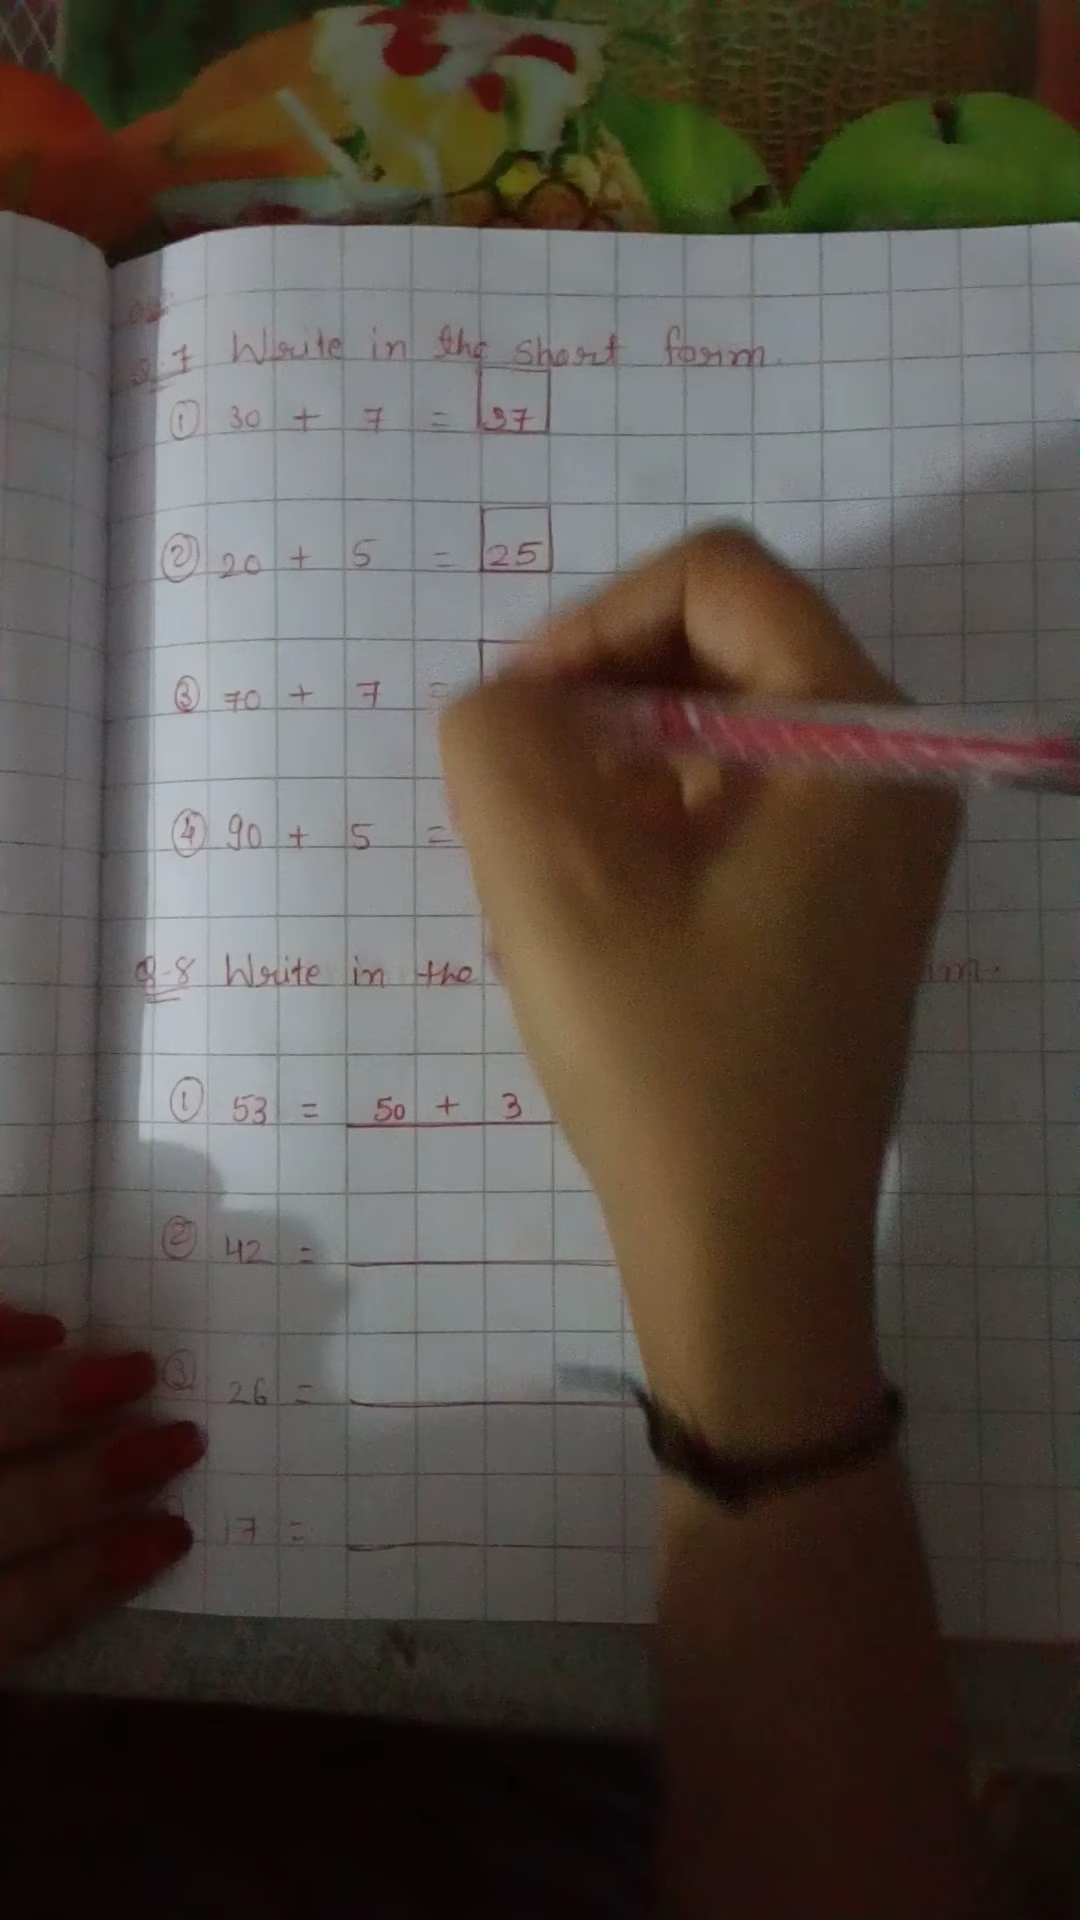 Q-7 Write in the short form
① 30 + 7 = 37
② 20 + 5 = 25
③ 70 + 7 =
④ 90 + 5 =
Q-8 Write in the
① 53 = 50 + 3
② 42 =
③ 26 =
17 =